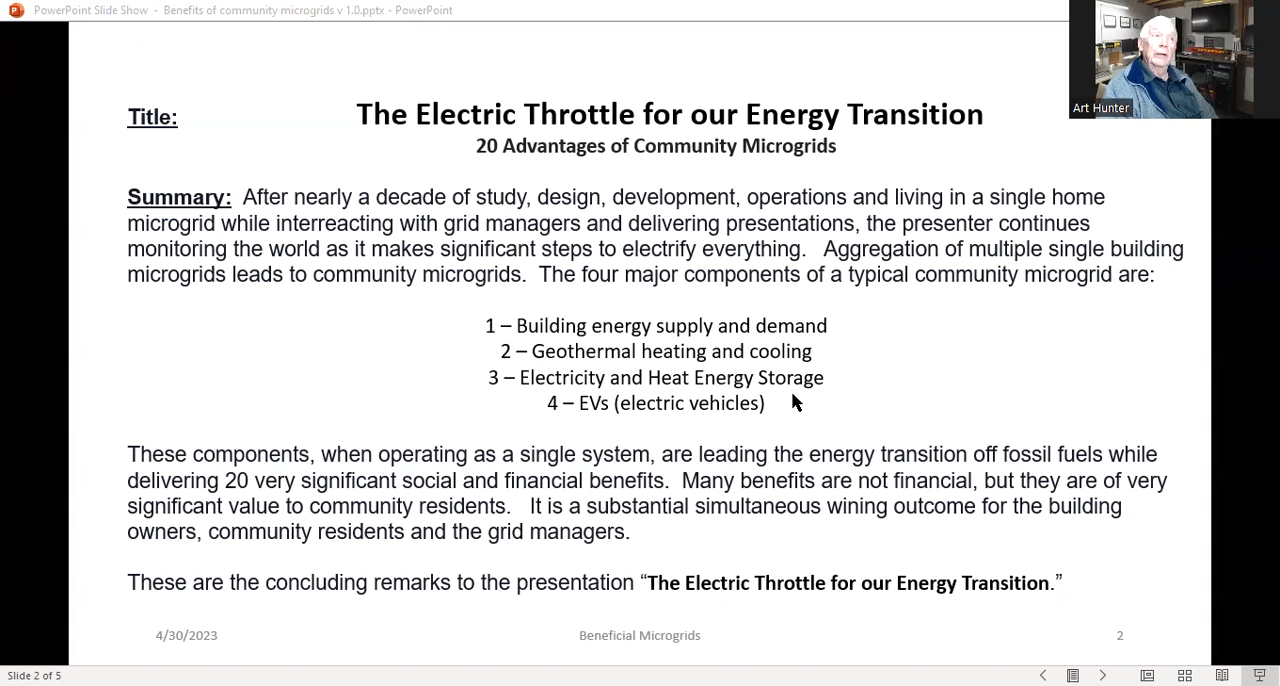 PowerPoint Slide Show - Benefits of community microgrids v 1.0.pptx - PowerPoint
Art Hunter
Title: The Electric Throttle for our Energy Transition
20 Advantages of Community Microgrids
Summary: After nearly a decade of study, design, development, operations and living in a single home
microgrid while interreacting with grid managers and delivering presentations, the presenter continues
monitoring the world as it makes significant steps to electrify everything. Aggregation of multiple single building
microgrids leads to community microgrids. The four major components of a typical community microgrid are:
1 – Building energy supply and demand
2 – Geothermal heating and cooling
3 – Electricity and Heat Energy Storage
4 – EVs (electric vehicles)
These components, when operating as a single system, are leading the energy transition off fossil fuels while
delivering 20 very significant social and financial benefits. Many benefits are not financial, but they are of very
significant value to community residents. It is a substantial simultaneous wining outcome for the building
owners, community residents and the grid managers.
These are the concluding remarks to the presentation “The Electric Throttle for our Energy Transition.”
4/30/2023 Beneficial Microgrids 2
Slide 2 of 5